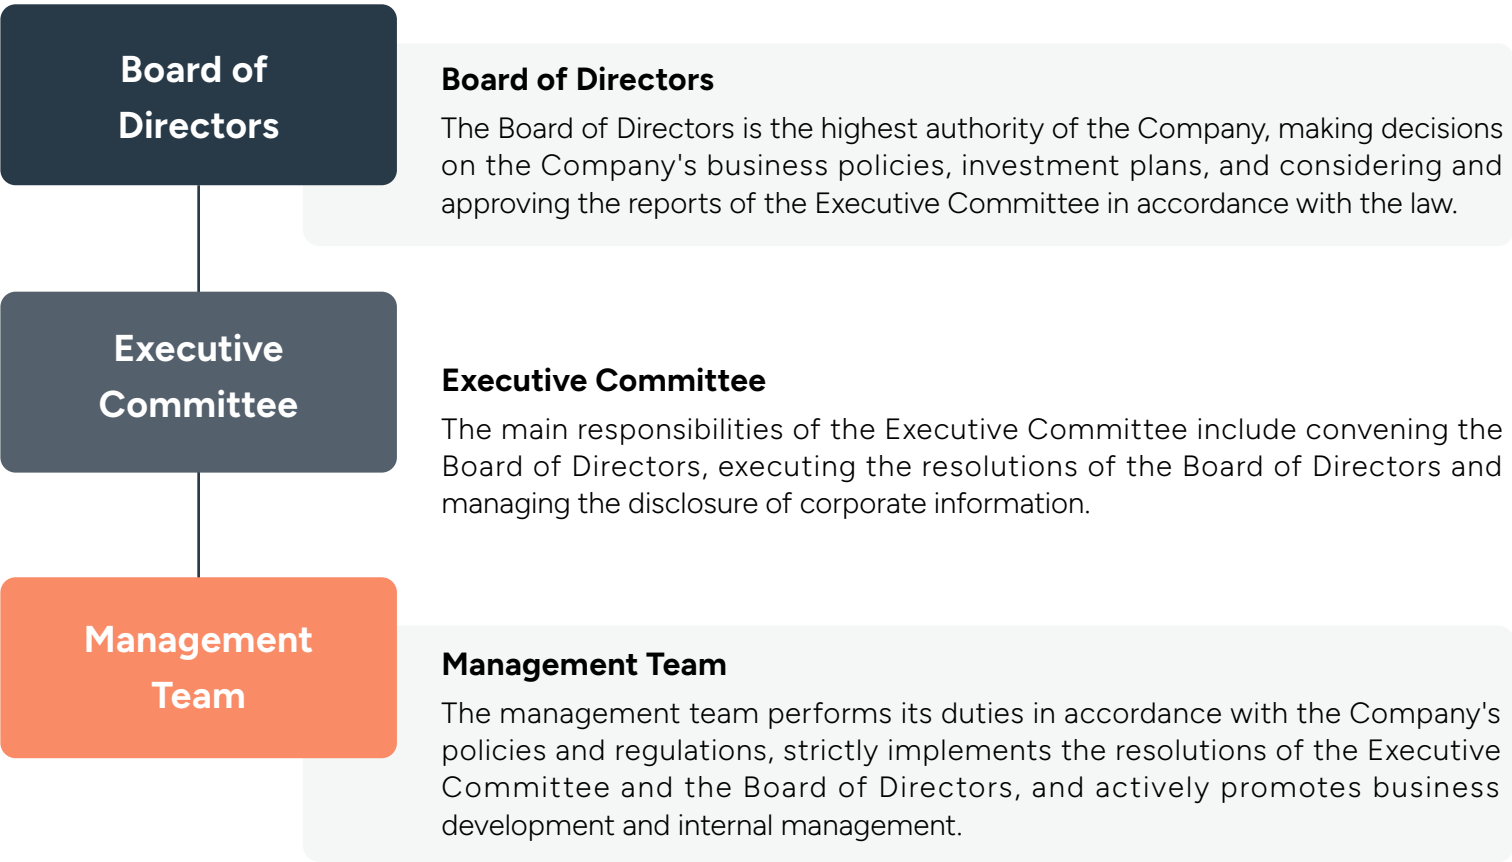 Board of
Directors
Board of Directors
The Board of Directors is the highest authority of the Company, making decisions
on the Company's business policies, investment plans, and considering and
approving the reports of the Executive Committee in accordance with the law.
Executive
Committee
Executive Committee
The main responsibilities of the Executive Committee include convening the
Board of Directors, executing the resolutions of the Board of Directors and
managing the disclosure of corporate information.
Management
Team
Management Team
The management team performs its duties in accordance with the Company's
policies and regulations, strictly implements the resolutions of the Executive
Committee and the Board of Directors, and actively promotes business
development and internal management.